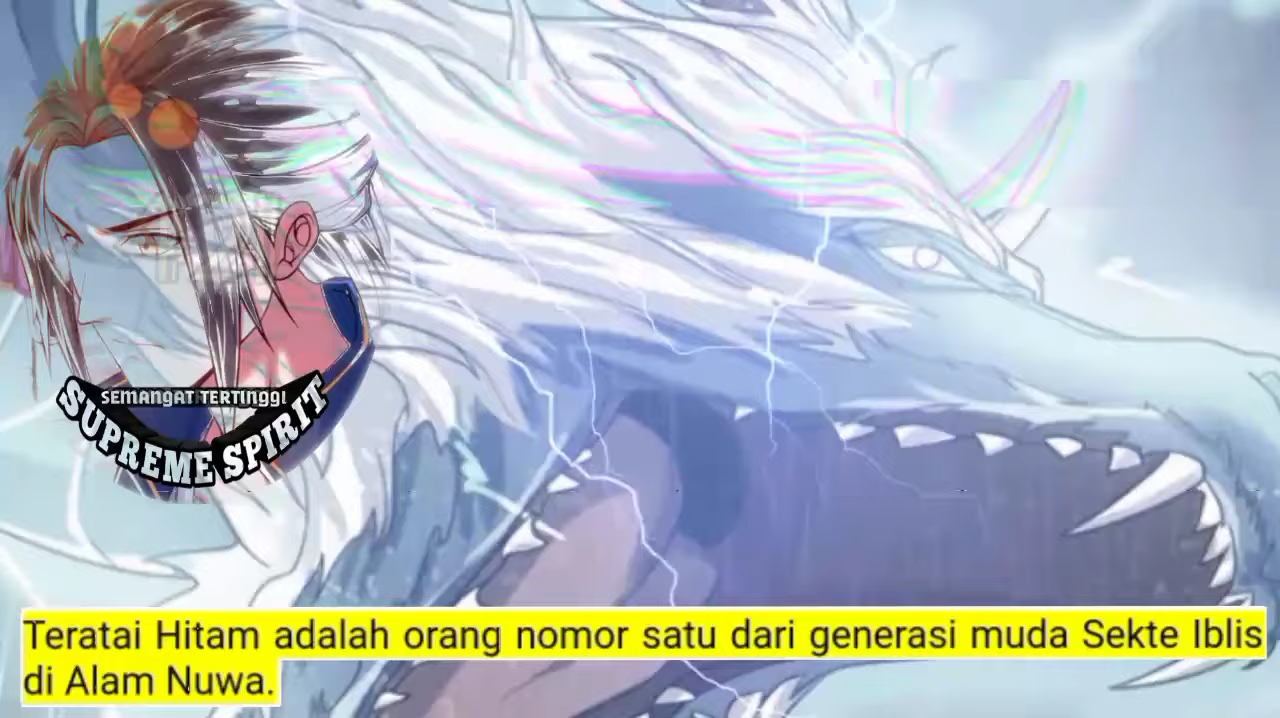 SEMANGAT TERTINGGI
SUPREME SPIRIT
Teratai Hitam adalah orang nomor satu dari generasi muda Sekte Iblis
di Alam Nuwa.